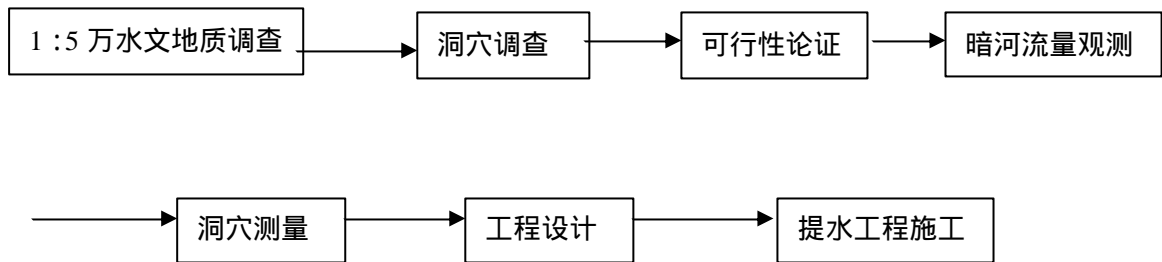 1:5 万水文地质调查
洞穴调查
可行性论证
暗河流量观测
洞穴测量
工程设计
提水工程施工